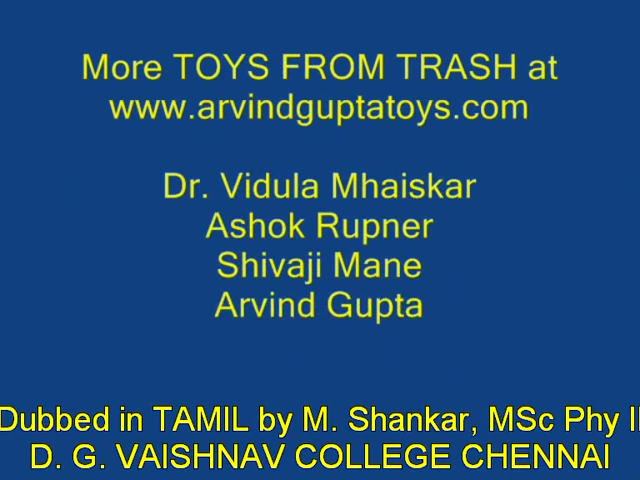 More TOYS FROM TRASH at
www.arvindguptatoys.com
Dr. Vidula Mhaiskar
Ashok Rupner
Shivaji Mane
Arvind Gupta
Dubbed in TAMIL by M. Shankar, MSc Phy II
D. G. VAISHNAV COLLEGE CHENNAI